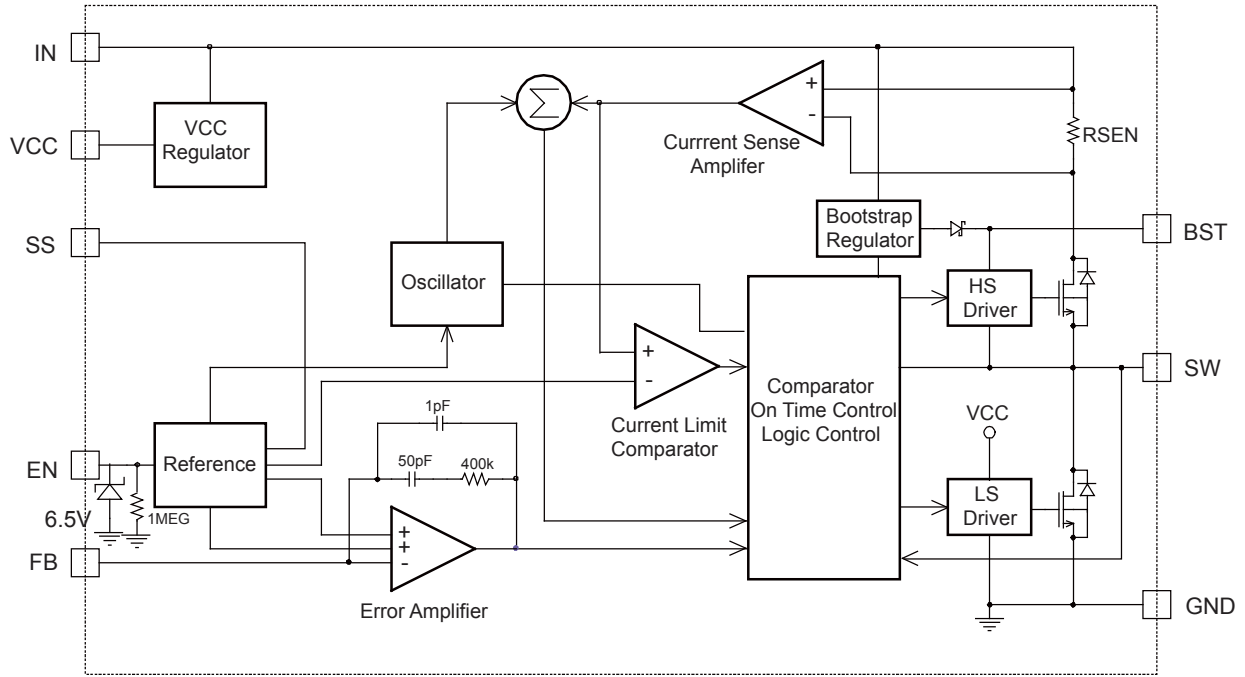 IN
VCC
Regulator
VCC
SS
EN
6.5V
1MEG
FB
Reference
Oscillator
Σ
+
-
Currrent Sense
Amplifer
RSEN
Bootstrap
Regulator
BST
HS
Driver
SW
+
-
Current Limit
Comparator
Comparator
On Time Control
Logic Control
1pF
50pF
400k
+
+
-
Error Amplifier
VCC
LS
Driver
GND